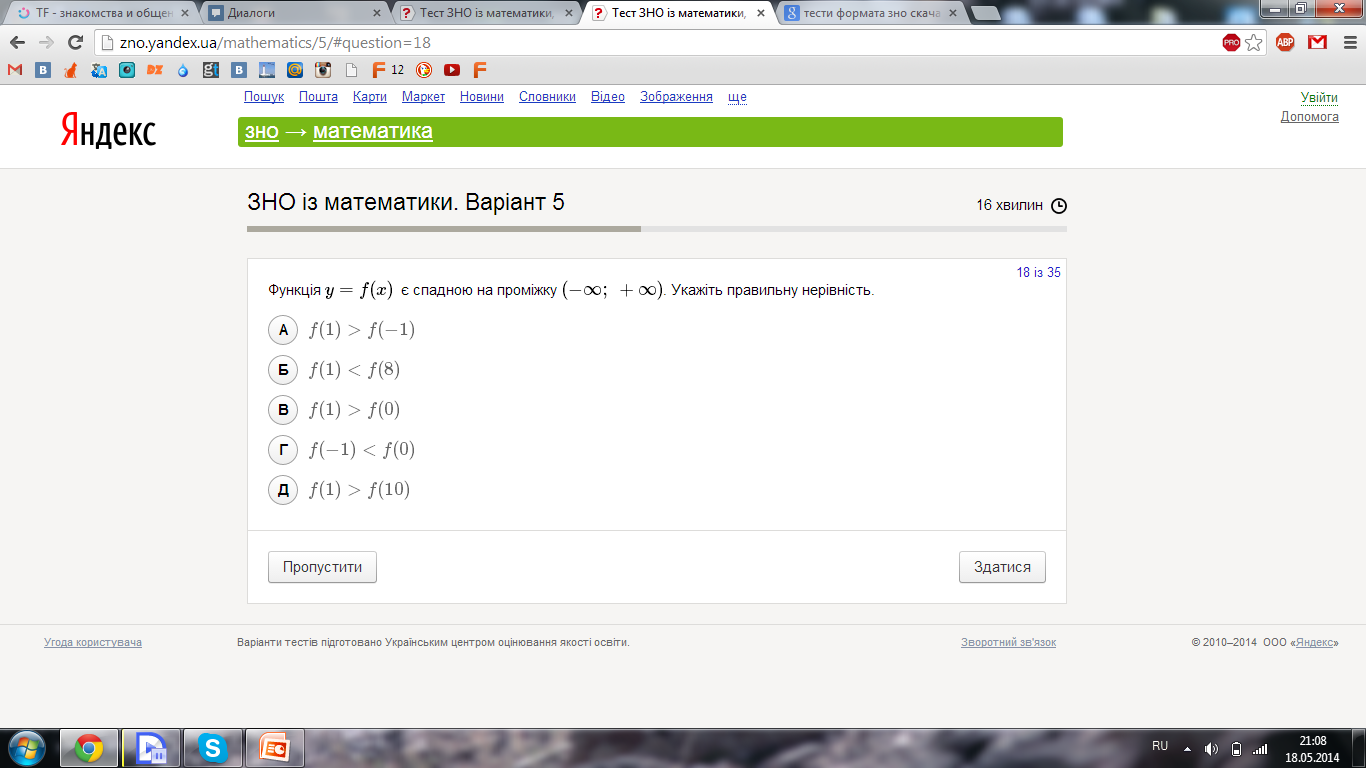 TF - знакомства и общен
Диалоги
Тест ЗНО із математики,
Тест ЗНО із математики,
тести формата зно скача
zno.yandex.ua/mathematics/5/#question=18
PRO
ABP
12
Пошук Пошта Карти Маркет Новини Словники Відео Зображення ще
Увійти
Допомога
Яндекс
зно → математика
ЗНО із математики. Варіант 5
16 хвилин
18 із 35
Функція y = f(x) є спадною на проміжку (−∞; +∞). Укажіть правильну нерівність.
А f(1) > f(−1)
Б f(1) < f(8)
В f(1) > f(0)
Г f(−1) < f(0)
Д f(1) > f(10)
Пропустити
Здатися
Угода користувача
Варіанти тестів підготовано Українським центром оцінювання якості освіти.
Зворотний зв'язок
© 2010–2014 ООО «Яндекс»
RU
21:08
18.05.2014